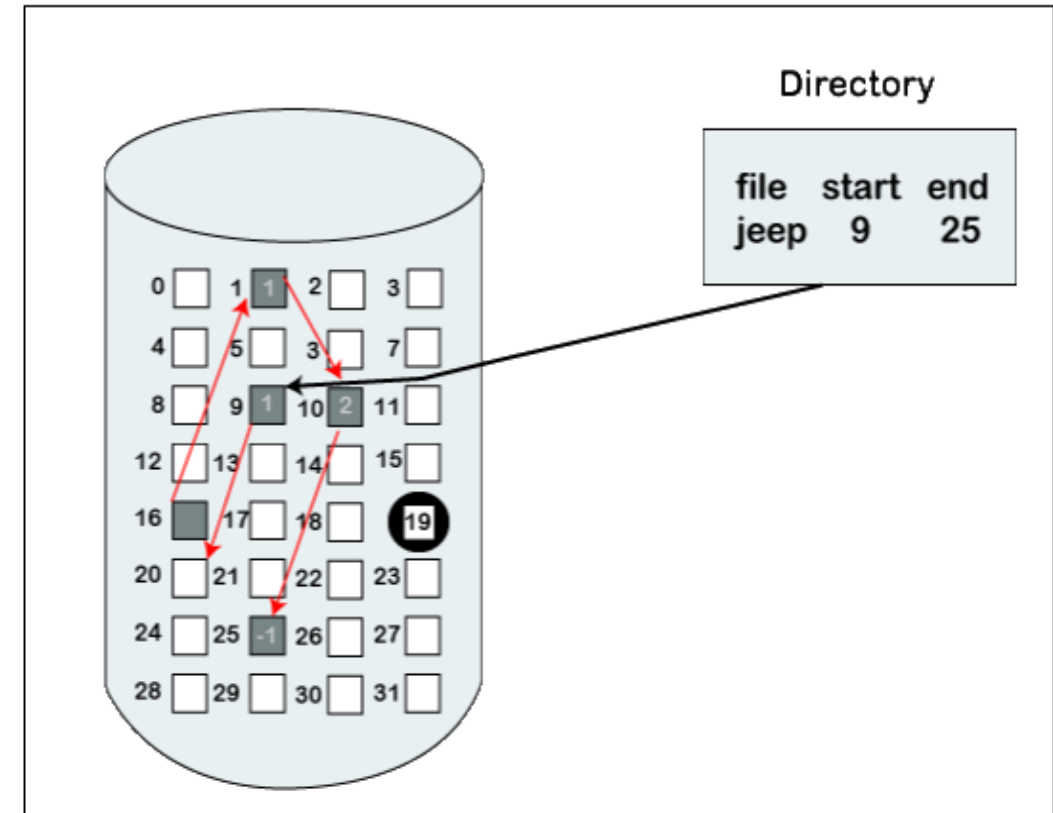 Directory
file start end
jeep 9 25
0 1 1 2 3
4 5 3 7
8 9 1 10 2 11
12 13 14 15
16 17 18 19
20 21 22 23
24 25 -1 26 27
28 29 30 31